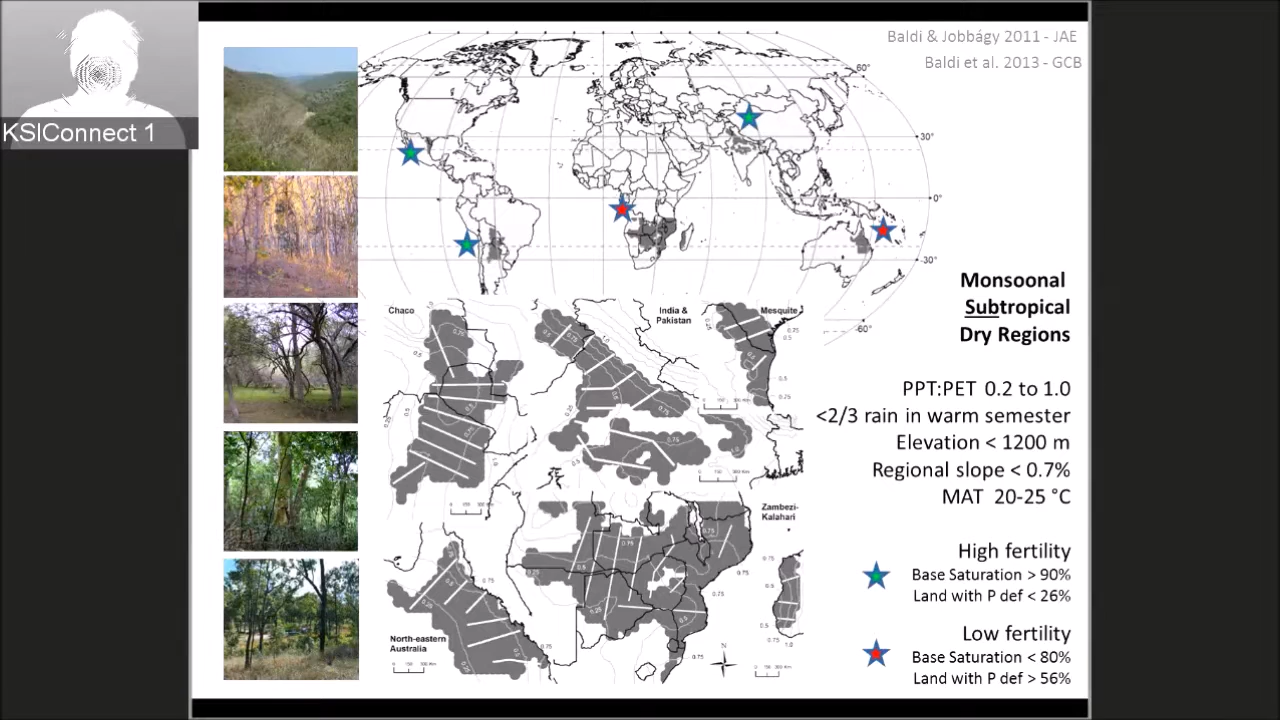 KSIConnect 1
Baldi & Jobbágy 2011 - JAE
Baldi et al. 2013 - GCB
60°
30°
0°
-30°
-60°
Monsoonal
Subtropical
Dry Regions
PPT:PET 0.2 to 1.0
<2/3 rain in warm semester
Elevation < 1200 m
Regional slope < 0.7%
MAT 20-25 °C
High fertility
Base Saturation > 90%
Land with P def < 26%
Low fertility
Base Saturation < 80%
Land with P def > 56%
Chaco
India &
Pakistan
Mesquite
Zambezi-
Kalahari
North-eastern
Australia
N